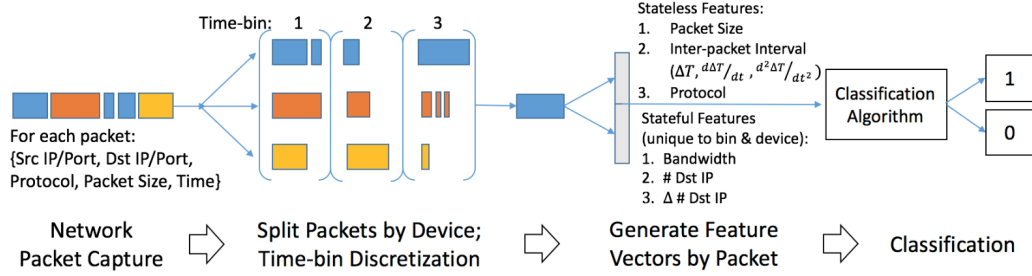 Time-bin: 1 2 3
For each packet:
{Src IP/Port, Dst IP/Port,
Protocol, Packet Size, Time}
Stateless Features:
1. Packet Size
2. Inter-packet Interval
(ΔT, dΔT/dt , d²ΔT/dt²)
3. Protocol
Stateful Features
(unique to bin & device):
1. Bandwidth
2. # Dst IP
3. Δ # Dst IP
Classification
Algorithm
1
0
Network
Packet Capture
Split Packets by Device;
Time-bin Discretization
Generate Feature
Vectors by Packet
Classification